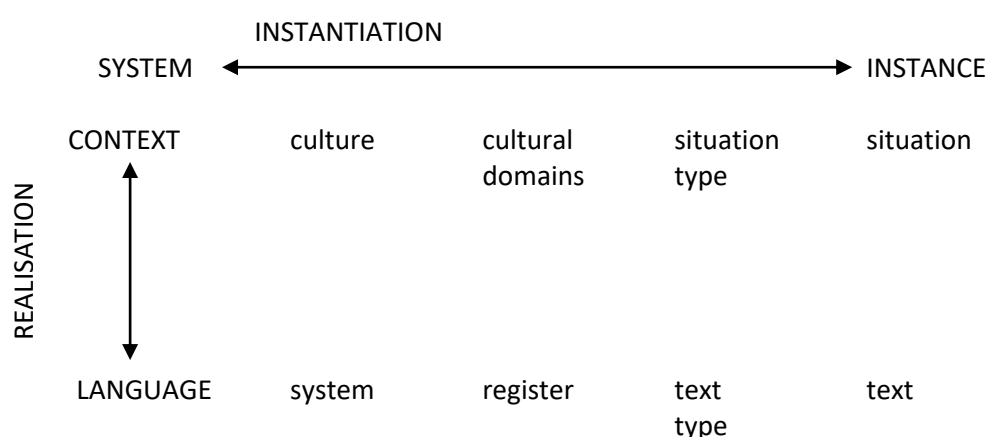 INSTANTIATION
SYSTEM INSTANCE
CONTEXT culture cultural situation situation
domains type
REALISATION
LANGUAGE system register text text
type